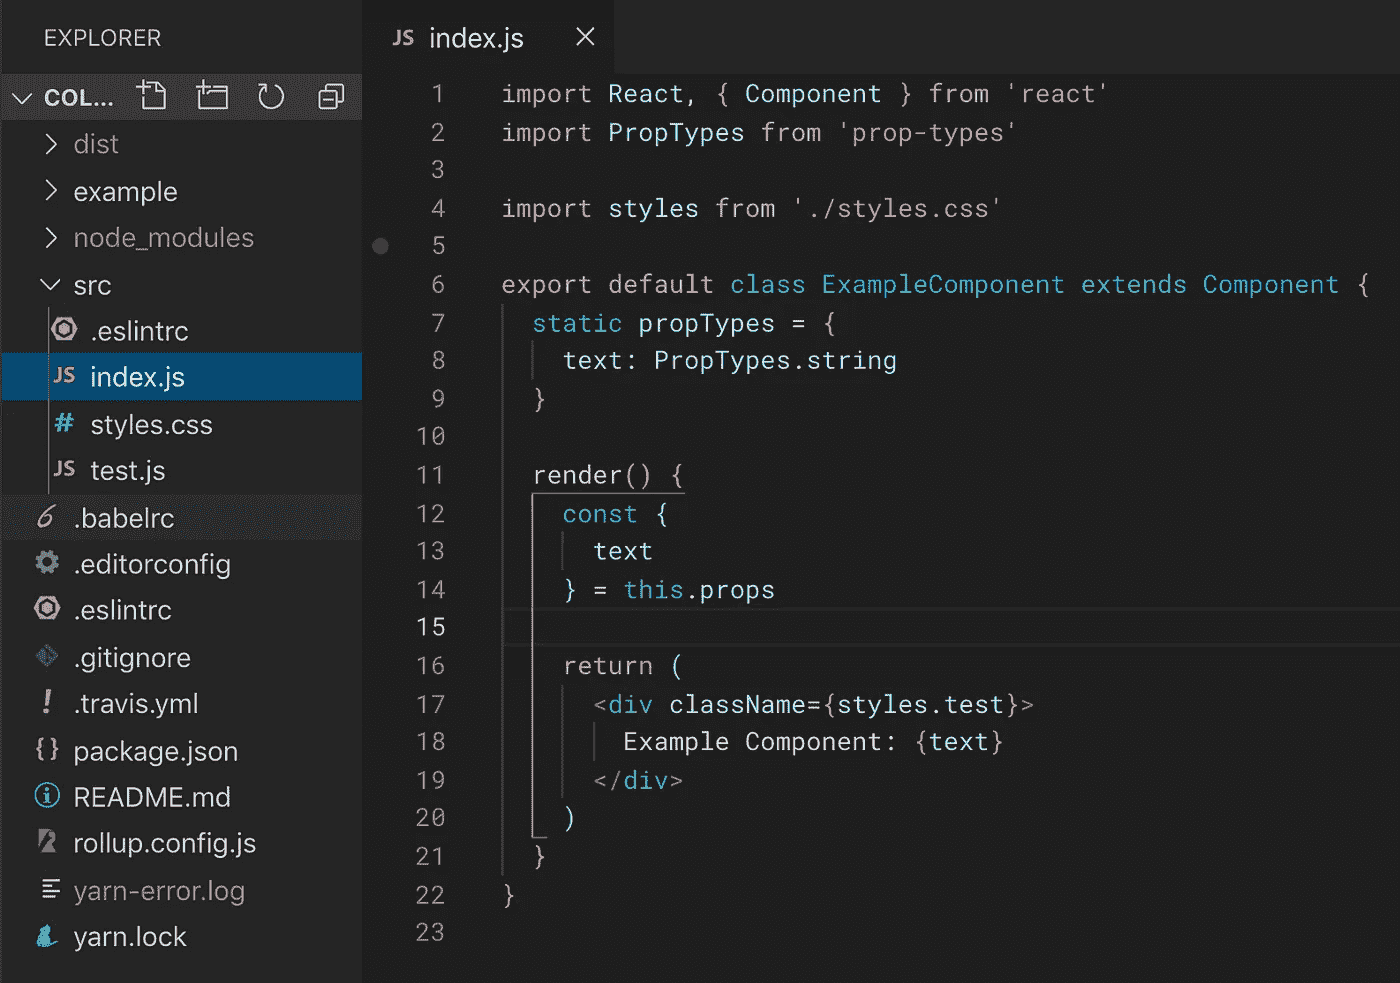 EXPLORER
COL...
dist
example
node_modules
src
.eslintrc
JS index.js
# styles.css
JS test.js
.babelrc
.editorconfig
.eslintrc
.gitignore
! .travis.yml
{} package.json
README.md
rollup.config.js
yarn-error.log
yarn.lock
JS index.js
1 import React, { Component } from 'react'
2 import PropTypes from 'prop-types'
3
4 import styles from './styles.css'
5
6 export default class ExampleComponent extends Component {
7   static propTypes = {
8     text: PropTypes.string
9   }
10
11   render() {
12     const {
13       text
14     } = this.props
15
16     return (
17       <div className={styles.test}>
18         Example Component: {text}
19       </div>
20     )
21   }
22 }
23